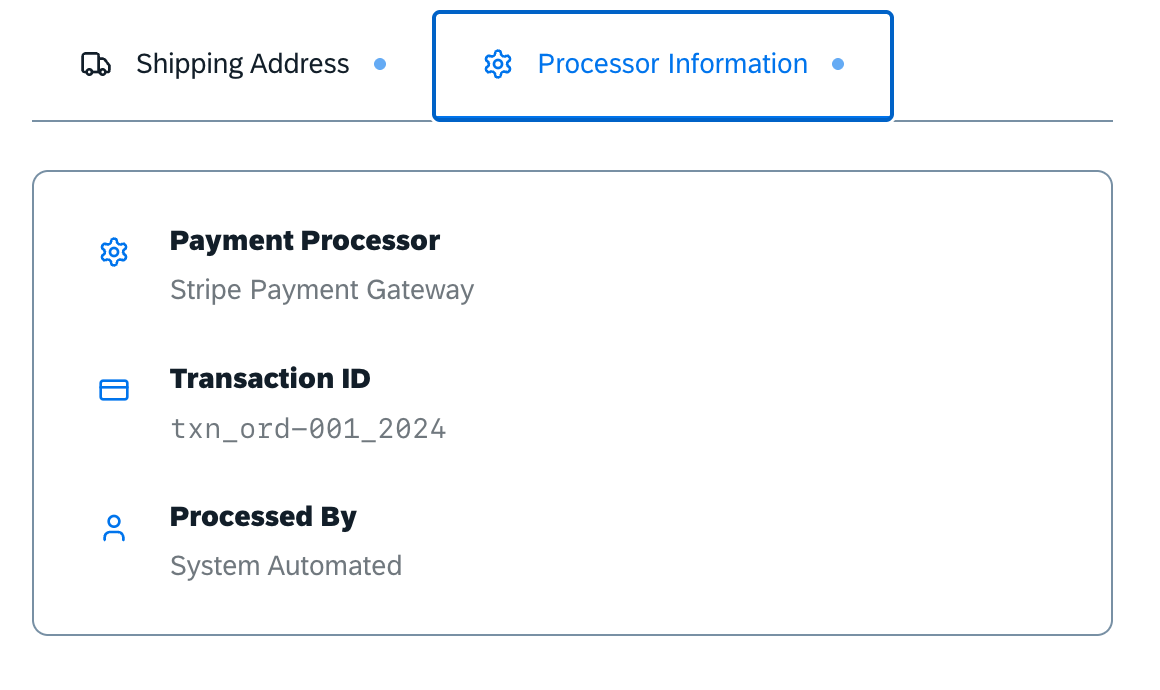 Shipping Address
Processor Information
Payment Processor
Stripe Payment Gateway
Transaction ID
txn_ord-001_2024
Processed By
System Automated